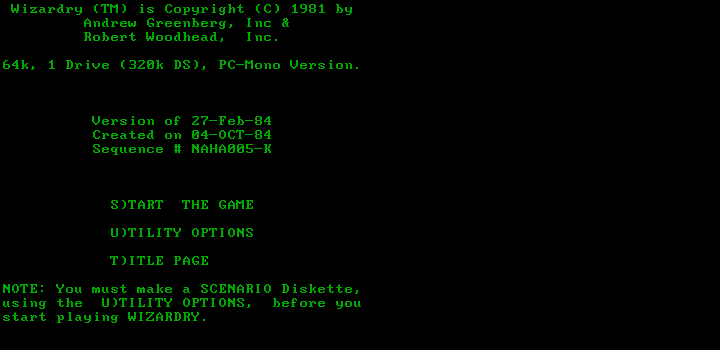 Wizardry (TM) is Copyright (C) 1981 by
Andrew Greenberg, Inc &
Robert Woodhead,  Inc.
64k, 1 Drive (320k DS), PC-Mono Version.
Version of 27-Feb-84
Created on 04-OCT-84
Sequence # NAHA005-K
S)TART  THE GAME
U)TILITY OPTIONS
T)ITLE PAGE
NOTE: You must make a SCENARIO Diskette,
using the  U)TILITY OPTIONS,  before you
start playing WIZARDRY.